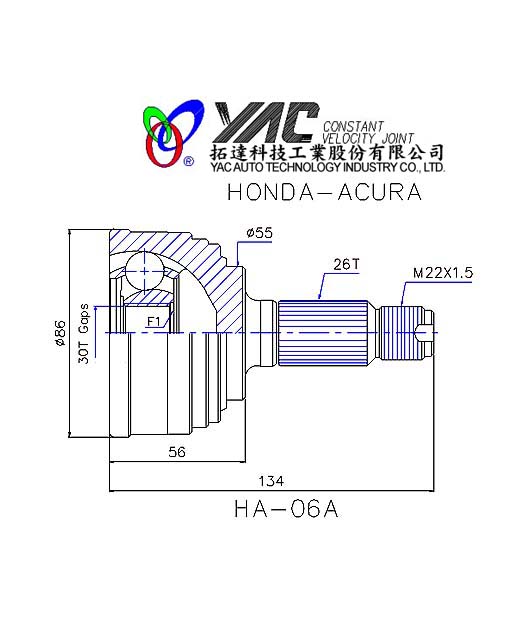 YAC CONSTANT
VELOCITY JOINT
拓達科技工業股份有限公司
® YAC AUTO TECHNOLOGY INDUSTRY CO., LTD.
HONDA-ACURA
ø55
26T
M22X1.5
ø86
30T Gaps
F1
56
134
HA-06A